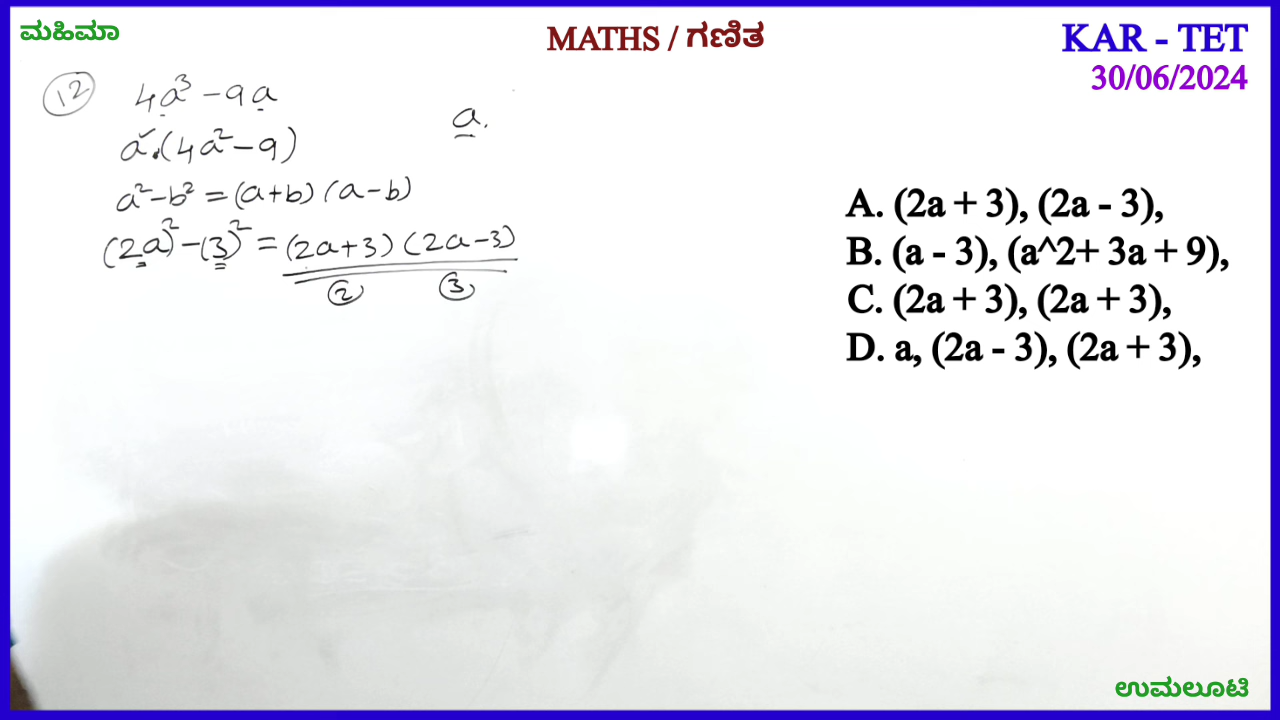 ಮಹಿಮಾ
MATHS / ಗಣಿತ
KAR - TET
30/06/2024
12 4a³ - 9a
a.
a.(4a² - 9)
a² - b² = (a+b) (a-b)
(2a)² - (3)² = (2a+3) (2a-3)
2 3
A. (2a + 3), (2a - 3),
B. (a - 3), (a^2+ 3a + 9),
C. (2a + 3), (2a + 3),
D. a, (2a - 3), (2a + 3),
ಉಮಲೂಟಿ